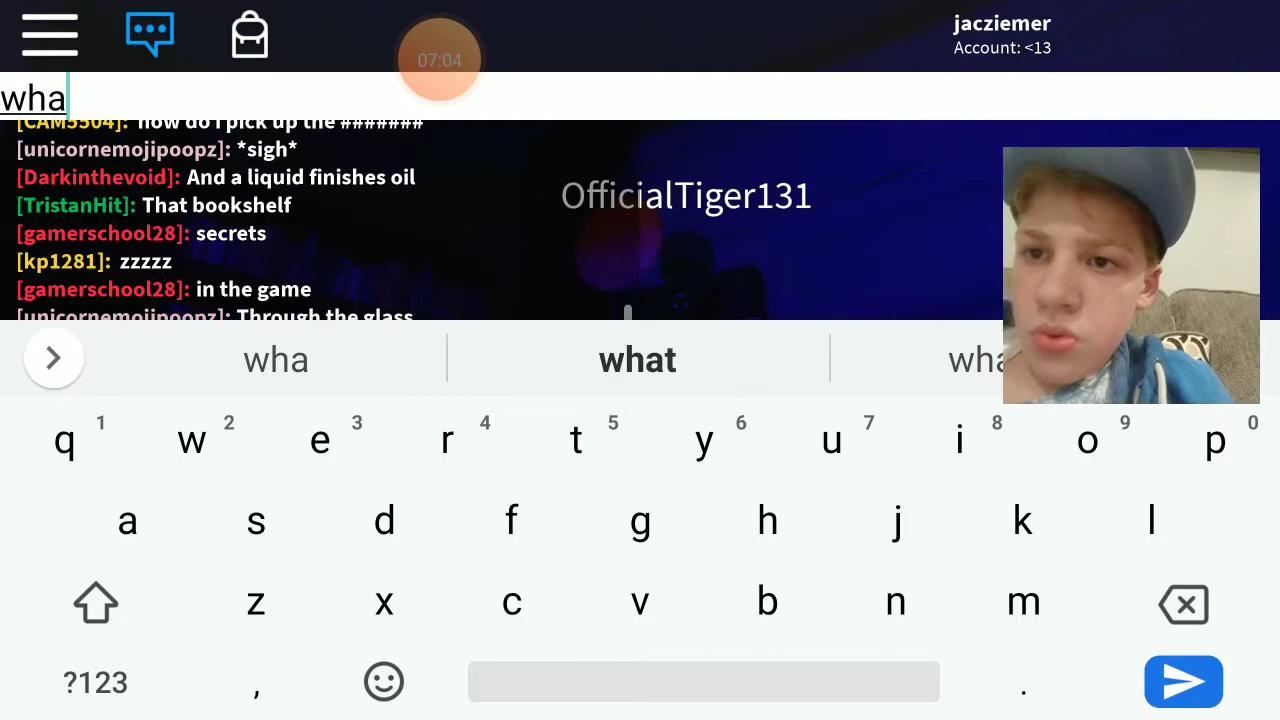 jacziemer
Account: <13
07:04
wha
[CAM5504]: how do I pick up the #######
[unicornemojipoopz]: *sigh*
[Darkinthevoid]: And a liquid finishes oil
[TristanHit]: That bookshelf
[gamerschool28]: secrets
[kp1281]: zzzzz
[gamerschool28]: in the game
[unicornemojipoopz]: Through the glass
OfficialTiger131
wha what
q 1 w 2 e 3 r 4 t 5 y 6 u 7 i 8 o 9 p 0
a s d f g h j k l
z x c v b n m
?123 , .